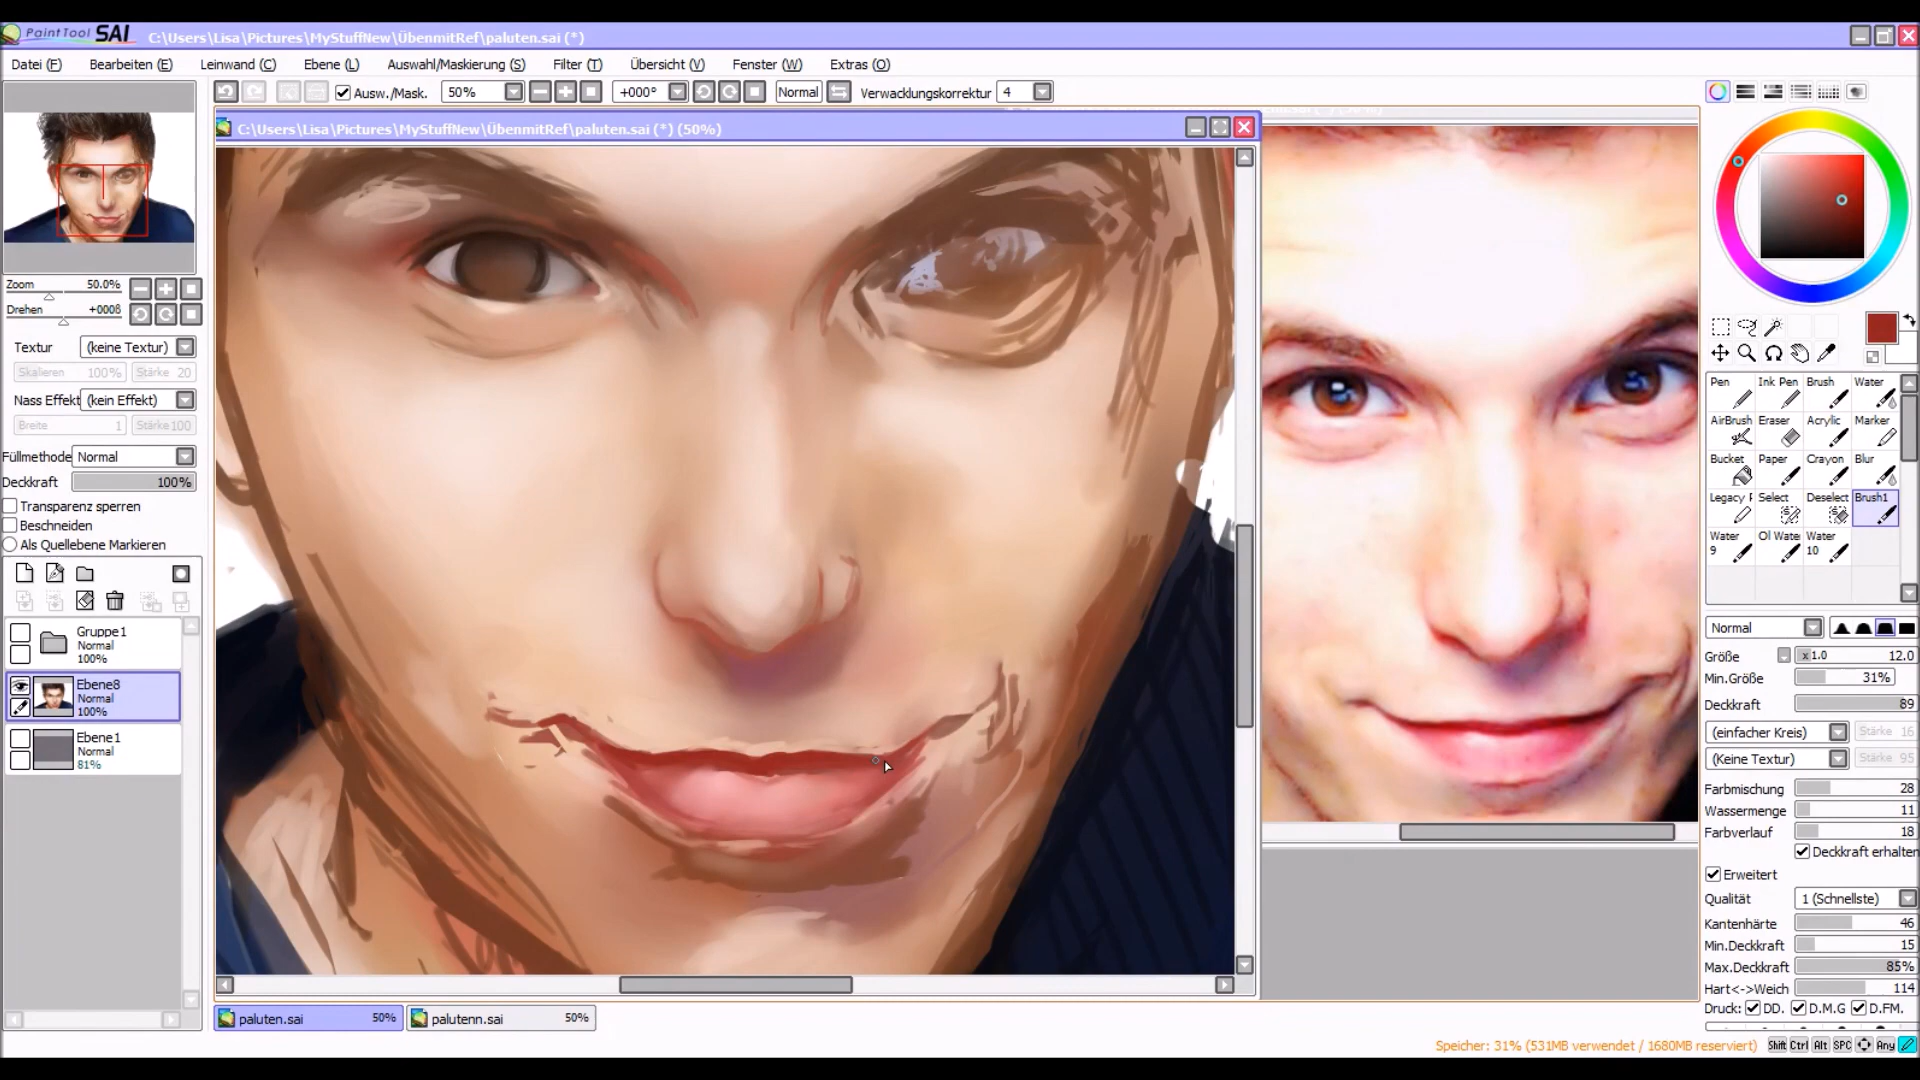 PaintTool SAI C:\Users\Lisa\Pictures\MyStuffNew\ÜbenmitRef\paluten.sai (*)
Datei (F) Bearbeiten (E) Leinwand (C) Ebene (L) Auswahl/Maskierung (S) Filter (T) Übersicht (V) Fenster (W) Extras (O)
Ausw./Mask. 50% +000° Normal Verwacklungskorrektur 4
C:\Users\Lisa\Pictures\MyStuffNew\ÜbenmitRef\paluten.sai (*) (50%)
Zoom 50.0%
Drehen +000ß
Textur (keine Textur)
Skalieren 100% Stärke 20
Nass Effekt (kein Effekt)
Breite 1 Stärke 100
Füllmethode Normal
Deckkraft 100%
Transparenz sperren
Beschneiden
Als Quellebene Markieren
Gruppe1
Normal
100%
Ebene8
Normal
100%
Ebene1
Normal
81%
Pen Ink Pen Brush Water
AirBrush Eraser Acrylic Marker
Bucket Paper Crayon Blur
Legacy P Select Deselect Brush1
Water 9 Ol Wate Water 10
Normal
Größe x1.0 12.0
Min.Größe 31%
Deckkraft 89
(einfacher Kreis) Stärke 16
(Keine Textur) Stärke 95
Farbmischung 28
Wassermenge 11
Farbverlauf 18
Deckkraft erhalten
Erweitert
Qualität 1 (Schnellste)
Kantenhärte 46
Min.Deckkraft 15
Max.Deckkraft 85%
Hart<->Weich 114
Druck: DD. D.M.G D.FM.
paluten.sai 50% palutenn.sai 50%
Speicher: 31% (531MB verwendet / 1680MB reserviert) Shift Ctrl Alt SPC Any